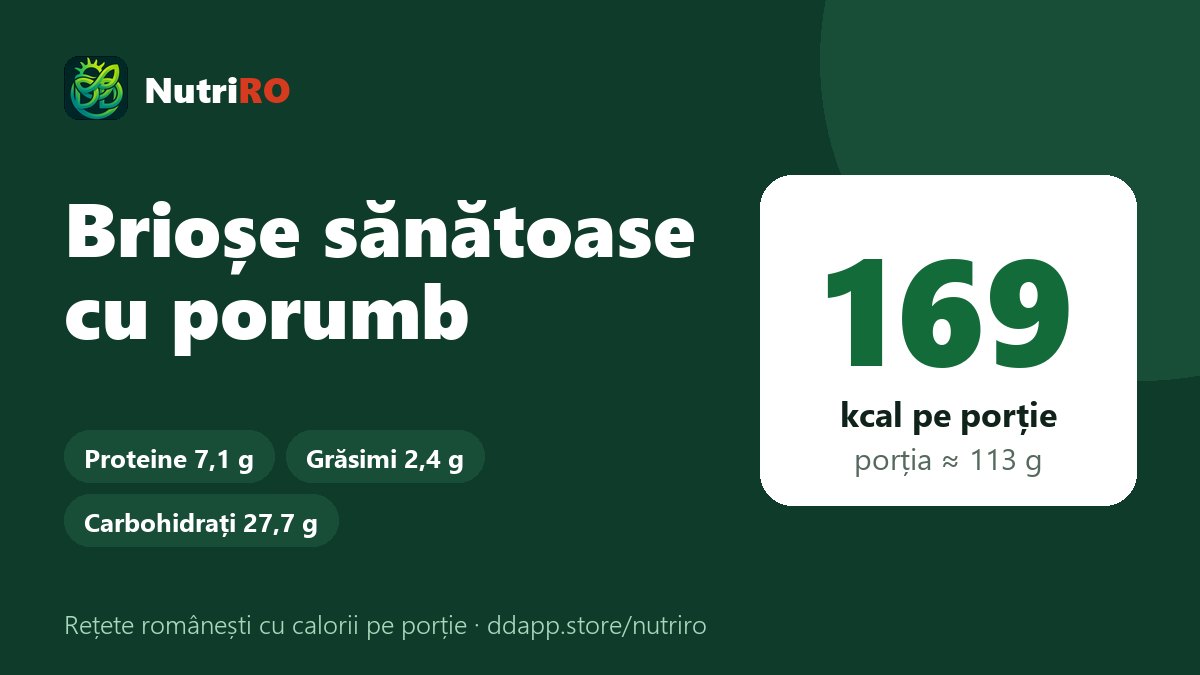 NutriRO
Brioșe sănătoase
cu porumb
169
kcal pe porție
porția ≈ 113 g
Proteine 7,1 g
Grăsimi 2,4 g
Carbohidrați 27,7 g
Rețete românești cu calorii pe porție · ddapp.store/nutriro